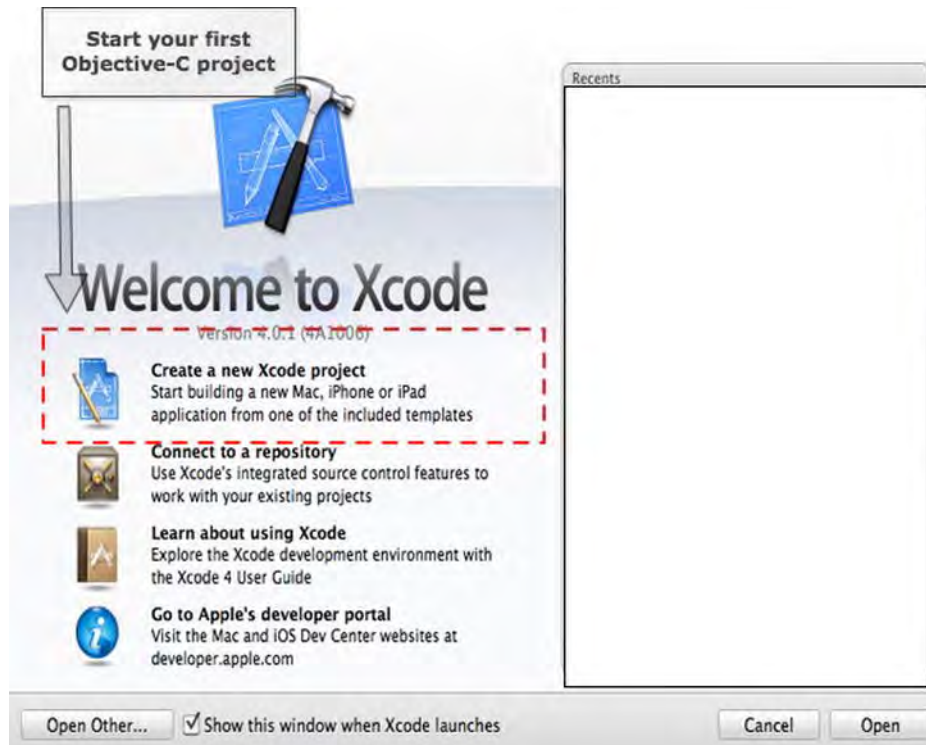 Start your first
Objective-C project
Recents
Welcome to Xcode
Version 4.0.1 (4A1006)
Create a new Xcode project
Start building a new Mac, iPhone or iPad
application from one of the included templates
Connect to a repository
Use Xcode's integrated source control features to
work with your existing projects
Learn about using Xcode
Explore the Xcode development environment with
the Xcode 4 User Guide
Go to Apple's developer portal
Visit the Mac and iOS Dev Center websites at
developer.apple.com
Open Other...
Show this window when Xcode launches
Cancel
Open